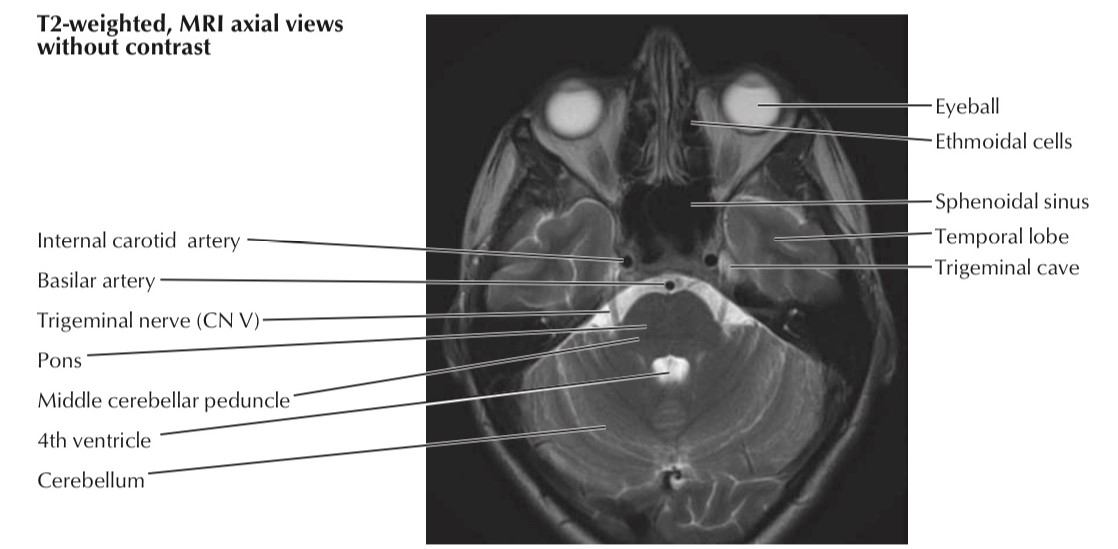 T2-weighted, MRI axial views
without contrast
Internal carotid artery
Basilar artery
Trigeminal nerve (CN V)
Pons
Middle cerebellar peduncle
4th ventricle
Cerebellum
Eyeball
Ethmoidal cells
Sphenoidal sinus
Temporal lobe
Trigeminal cave